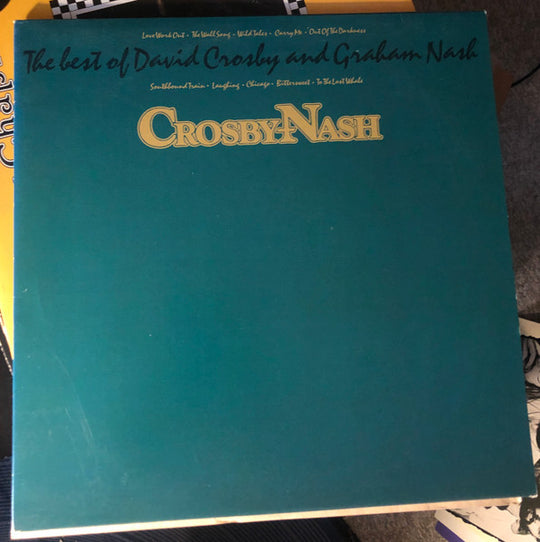 Love Work Out • The Wall Song • Wild Tales • Carry Me • Out Of The Darkness
The best of David Crosby and Graham Nash
Southbound Train • Laughing • Chicago • Bittersweet • To The Last Whale
CROSBY-NASH
Chap